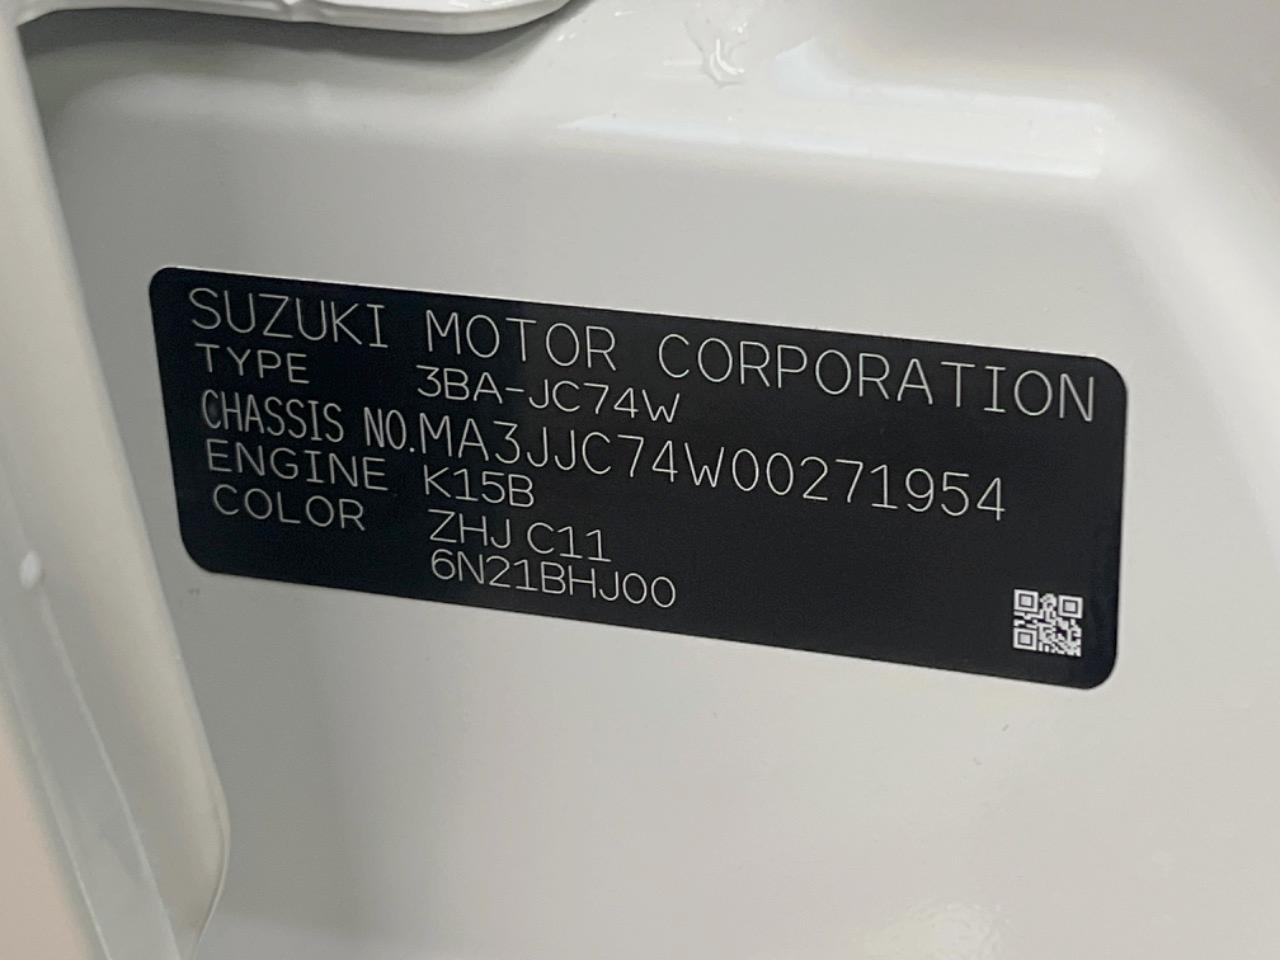 SUZUKI MOTOR CORPORATION
TYPE 3BA-JC74W
CHASSIS NO. MA3JJC74W00271954
ENGINE K15B
COLOR ZHJ C11
6N21BHJ00